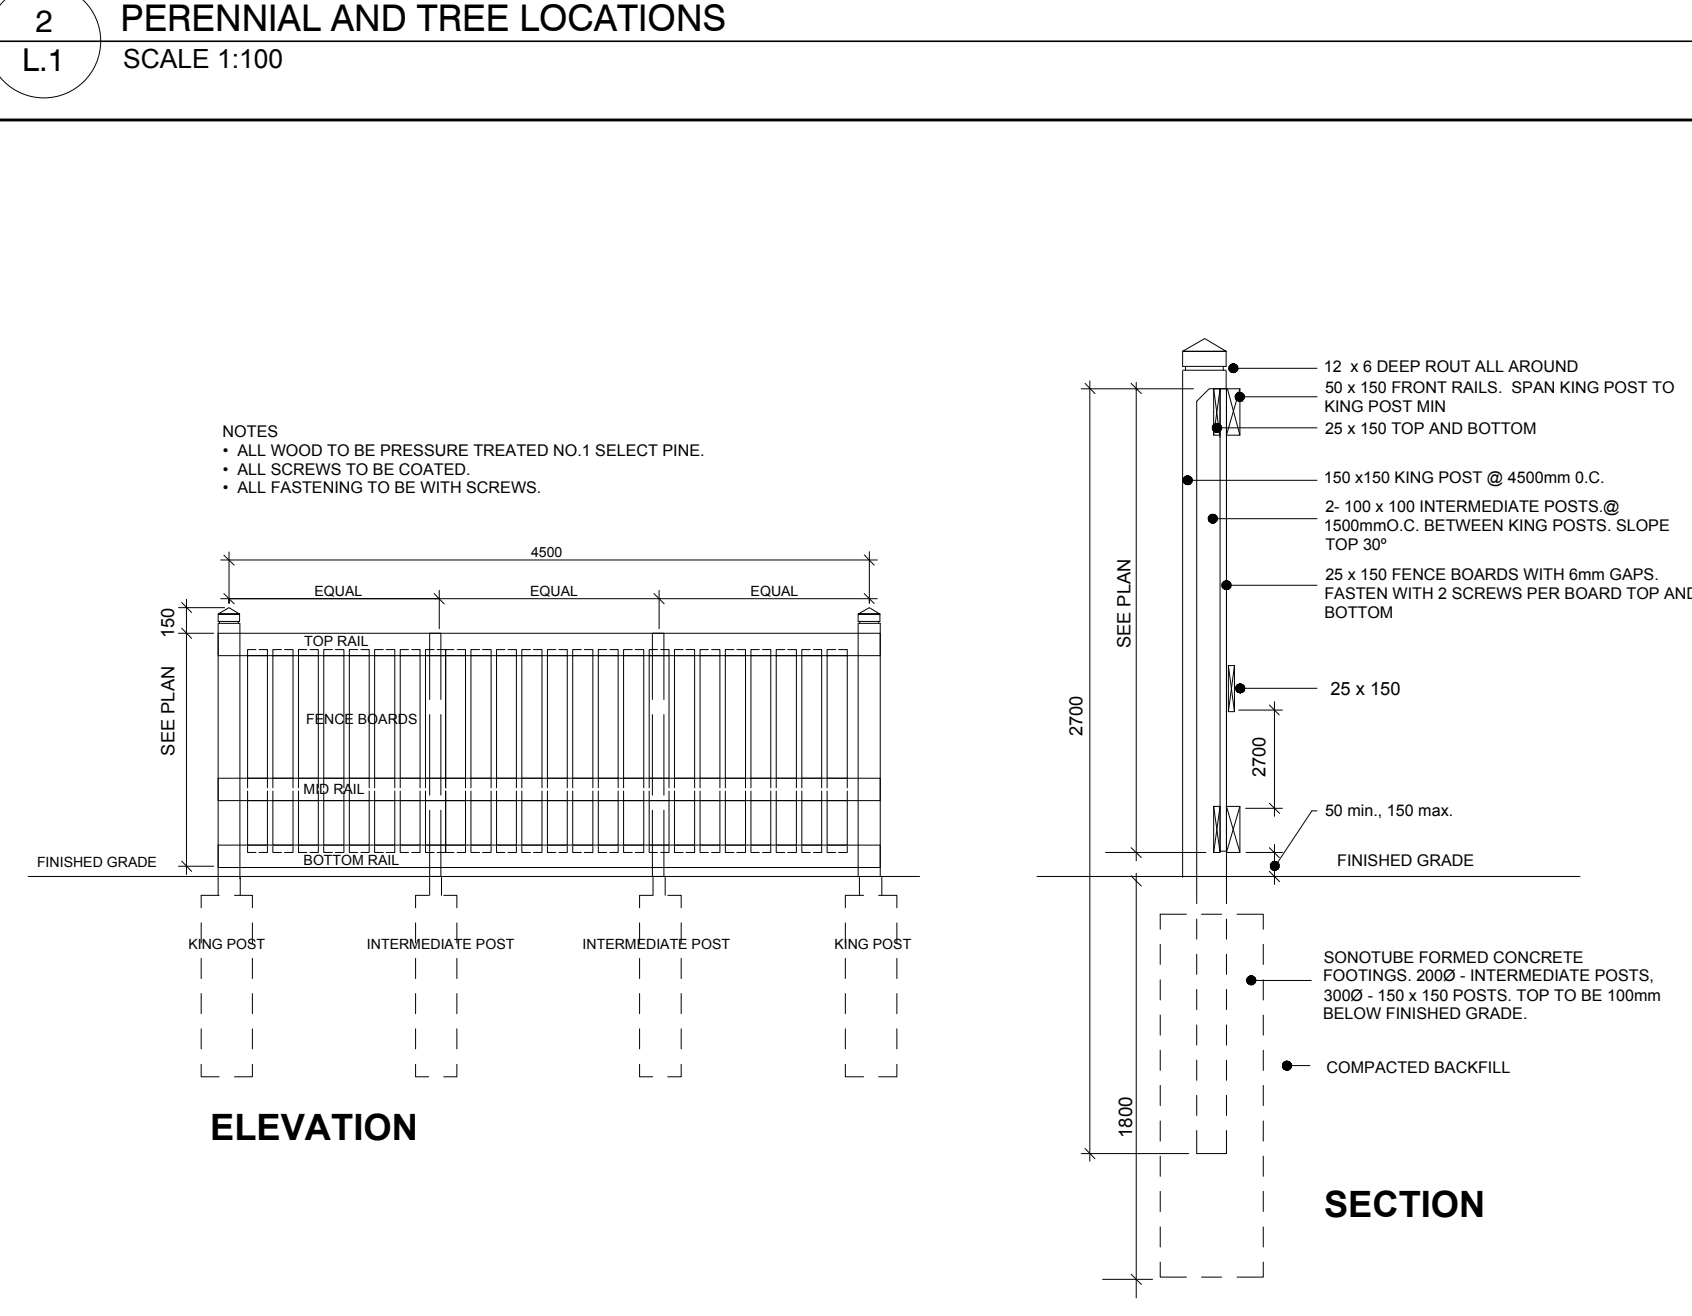 2
L.1
PERENNIAL AND TREE LOCATIONS
SCALE 1:100
NOTES
• ALL WOOD TO BE PRESSURE TREATED NO.1 SELECT PINE.
• ALL SCREWS TO BE COATED.
• ALL FASTENING TO BE WITH SCREWS.
4500
EQUAL
EQUAL
EQUAL
150
SEE PLAN
TOP RAIL
FENCE BOARDS
MID RAIL
BOTTOM RAIL
FINISHED GRADE
KING POST
INTERMEDIATE POST
INTERMEDIATE POST
KING POST
ELEVATION
12 x 6 DEEP ROUT ALL AROUND
50 x 150 FRONT RAILS. SPAN KING POST TO
KING POST MIN
25 x 150 TOP AND BOTTOM
150 x150 KING POST @ 4500mm 0.C.
2- 100 x 100 INTERMEDIATE POSTS.@
1500mmO.C. BETWEEN KING POSTS. SLOPE
TOP 30º
25 x 150 FENCE BOARDS WITH 6mm GAPS.
FASTEN WITH 2 SCREWS PER BOARD TOP AND
BOTTOM
25 x 150
2700
SEE PLAN
2700
50 min., 150 max.
FINISHED GRADE
SONOTUBE FORMED CONCRETE
FOOTINGS. 200Ø - INTERMEDIATE POSTS,
300Ø - 150 x 150 POSTS. TOP TO BE 100mm
BELOW FINISHED GRADE.
COMPACTED BACKFILL
1800
SECTION